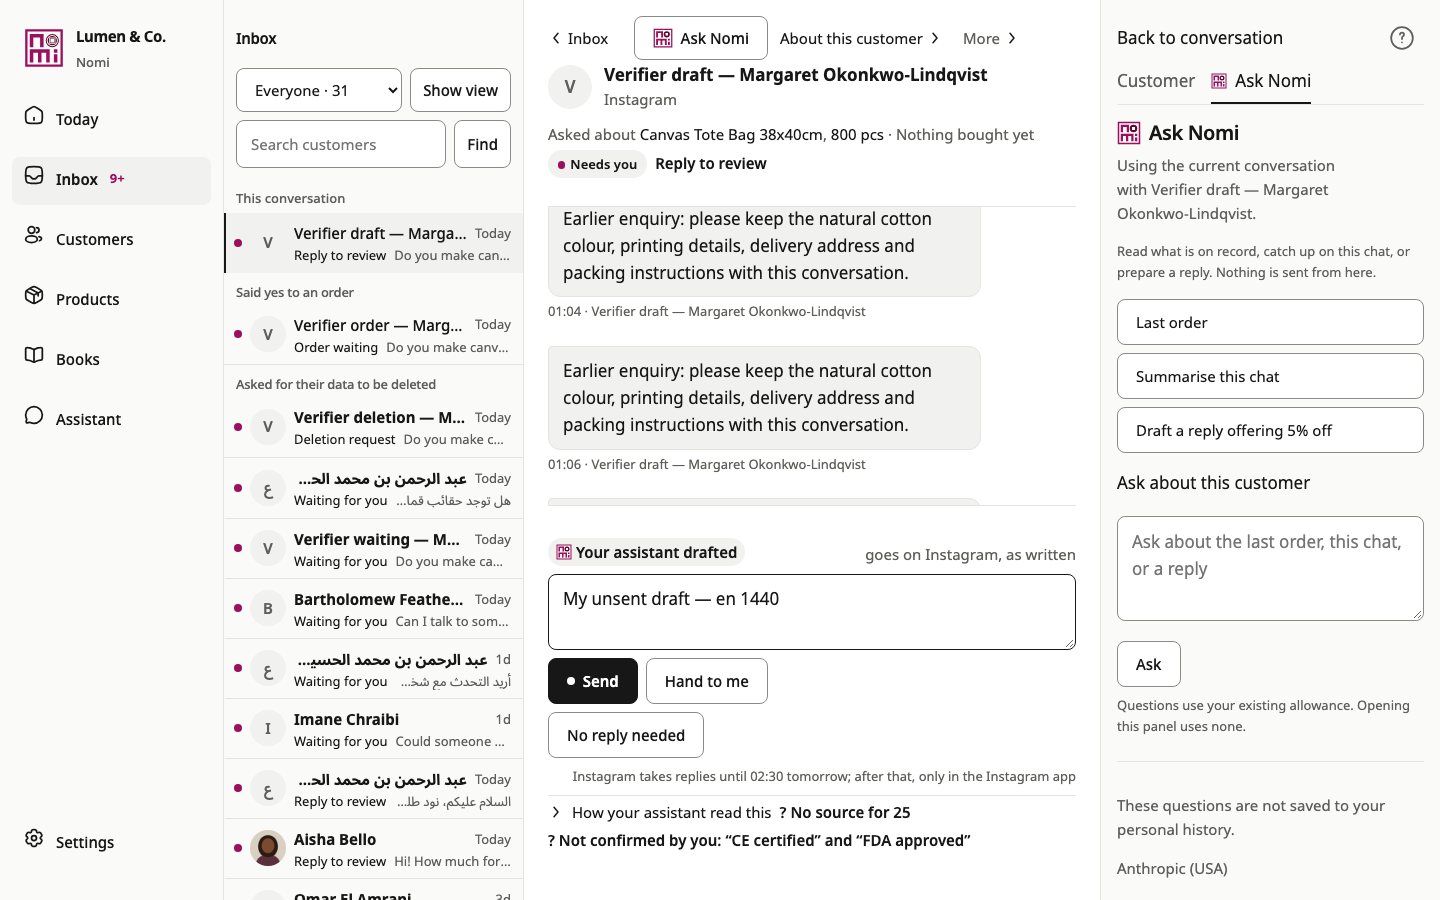 Lumen & Co.
Nomi
Today
Inbox 9+
Customers
Products
Books
Assistant
Settings
Inbox
Everyone · 31
Show view
Search customers
Find
This conversation
V
Verifier draft — Marga... Today
Reply to review Do you make can...
Said yes to an order
V
Verifier order — Marg... Today
Order waiting Do you make canv...
Asked for their data to be deleted
V
Verifier deletion — M... Today
Deletion request Do you make c...
ع
عبد الرحمن بن محمد الحـ... Today
Waiting for you هل توجد حقائب قما...
V
Verifier waiting — M... Today
Waiting for you Do you make ca...
B
Bartholomew Feathe... Today
Waiting for you Can I talk to som...
ع
عبد الرحمن بن محمد الحسيـ... 1d
Waiting for you أريد التحدث مع شخـ...
I
Imane Chraibi 1d
Waiting for you Could someone ...
ع
عبد الرحمن بن محمد الحـ... Today
Reply to review السلام عليكم، نود طلـ...
Aisha Bello Today
Reply to review Hi! How much for...
Omar El Amrani 3d
Inbox
Ask Nomi
About this customer
More
V
Verifier draft — Margaret Okonkwo-Lindqvist
Instagram
Asked about Canvas Tote Bag 38x40cm, 800 pcs · Nothing bought yet
Needs you Reply to review
Earlier enquiry: please keep the natural cotton
colour, printing details, delivery address and
packing instructions with this conversation.
01:04 · Verifier draft — Margaret Okonkwo-Lindqvist
Earlier enquiry: please keep the natural cotton
colour, printing details, delivery address and
packing instructions with this conversation.
01:06 · Verifier draft — Margaret Okonkwo-Lindqvist
Your assistant drafted
goes on Instagram, as written
My unsent draft — en 1440
Send
Hand to me
No reply needed
Instagram takes replies until 02:30 tomorrow; after that, only in the Instagram app
How your assistant read this ? No source for 25
? Not confirmed by you: “CE certified” and “FDA approved”
Back to conversation
?
Customer
Ask Nomi
Ask Nomi
Using the current conversation
with Verifier draft — Margaret
Okonkwo-Lindqvist.
Read what is on record, catch up on this chat, or
prepare a reply. Nothing is sent from here.
Last order
Summarise this chat
Draft a reply offering 5% off
Ask about this customer
Ask about the last order, this chat,
or a reply
Ask
Questions use your existing allowance. Opening
this panel uses none.
These questions are not saved to your
personal history.
Anthropic (USA)